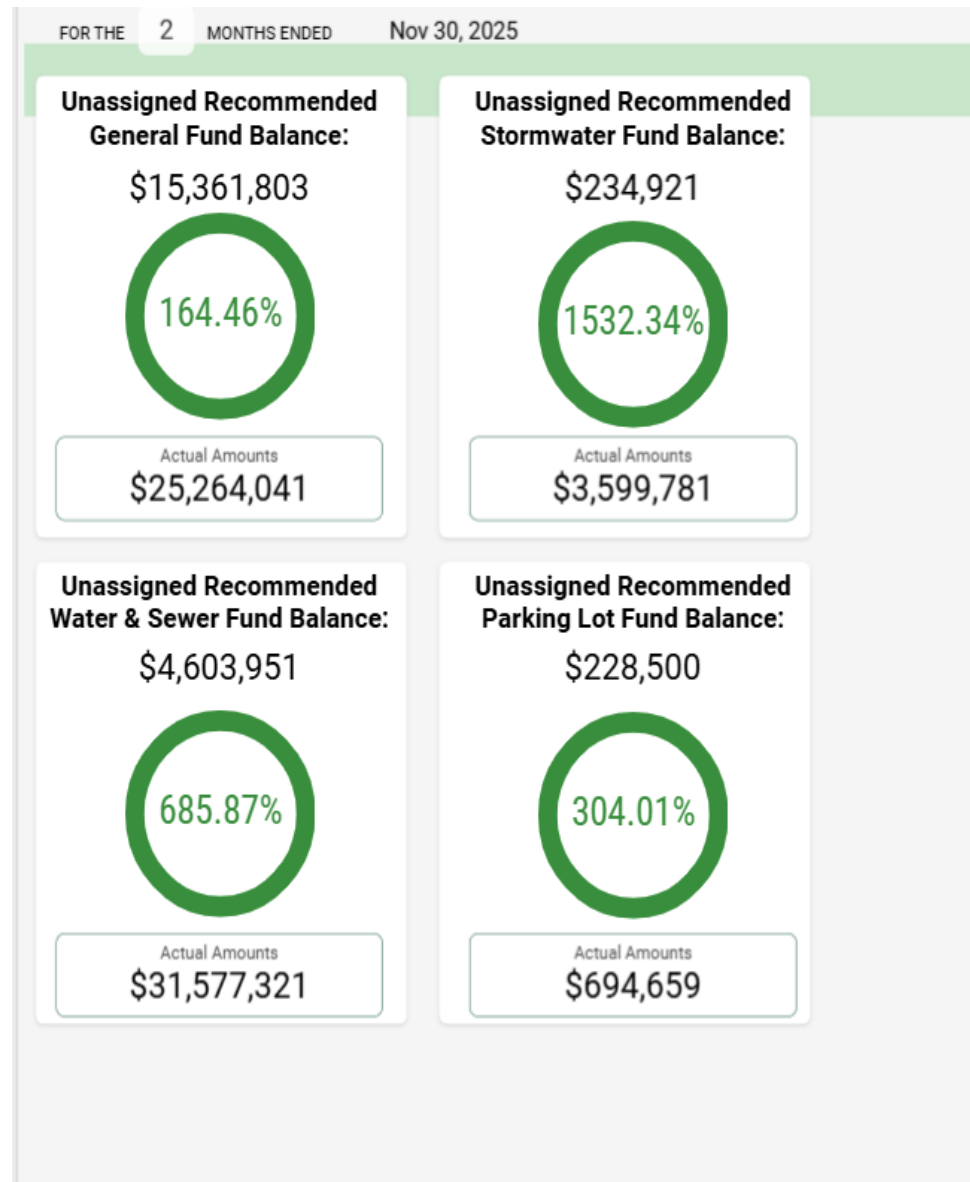 FOR THE 2 MONTHS ENDED Nov 30, 2025
Unassigned Recommended
General Fund Balance:
$15,361,803
164.46%
Actual Amounts
$25,264,041
Unassigned Recommended
Stormwater Fund Balance:
$234,921
1532.34%
Actual Amounts
$3,599,781
Unassigned Recommended
Water & Sewer Fund Balance:
$4,603,951
685.87%
Actual Amounts
$31,577,321
Unassigned Recommended
Parking Lot Fund Balance:
$228,500
304.01%
Actual Amounts
$694,659